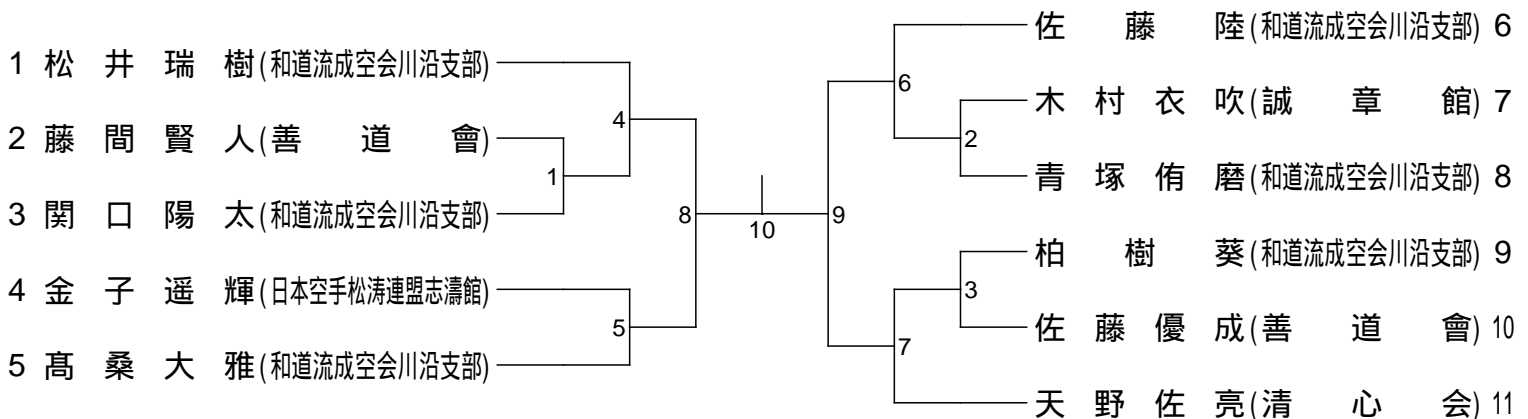 1 松井瑞樹(和道流成空会川沿支部)
2 藤間賢人(善道會)
3 関口陽太(和道流成空会川沿支部)
4 金子遥輝(日本空手松涛連盟志濤館)
5 髙桑大雅(和道流成空会川沿支部)
4
1
8
5
10
9
6
2
3
7
佐藤陸(和道流成空会川沿支部) 6
木村衣吹(誠章館) 7
青塚侑磨(和道流成空会川沿支部) 8
柏樹葵(和道流成空会川沿支部) 9
佐藤優成(善道會) 10
天野佐亮(清心会) 11